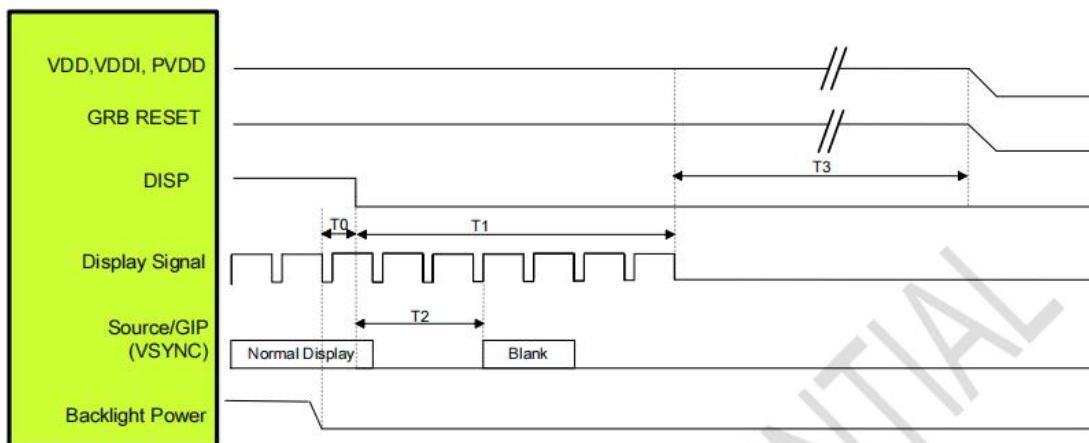 VDD,VDDI, PVDD
GRB RESET
T3
DISP
T0
T1
Display Signal
T2
Source/GIP
(VSYNC)
Normal Display
Blank
Backlight Power